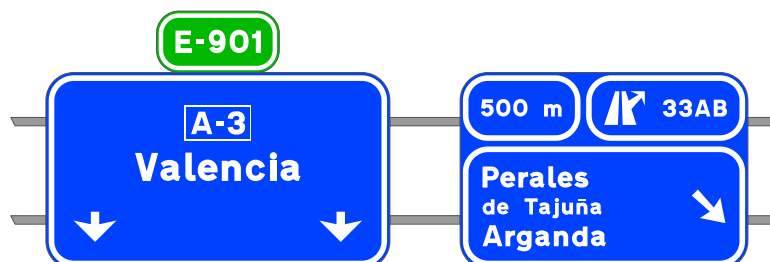 E-901
A-3
Valencia
500 m
33AB
Perales
de Tajuña
Arganda